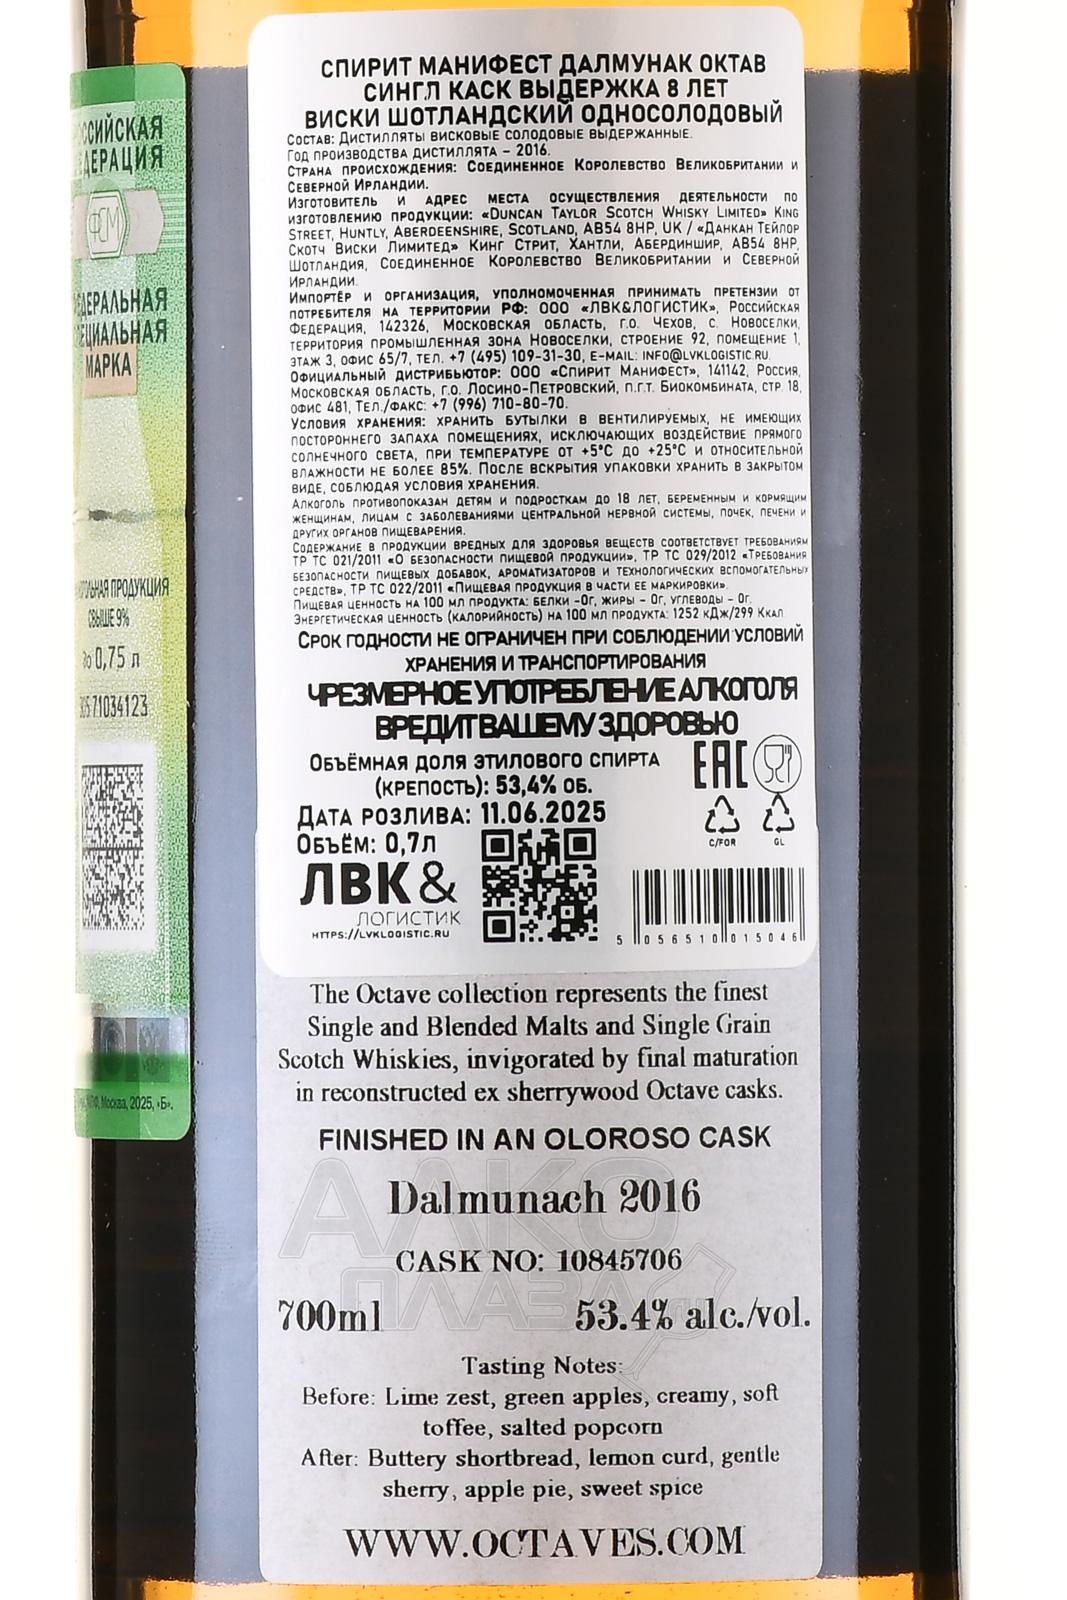 СПИРИТ МАНИФЕСТ ДАЛМУНАК ОКТАВ
СИНГЛ КАСК ВЫДЕРЖКА 8 ЛЕТ
ВИСКИ ШОТЛАНДСКИЙ ОДНОСОЛОДОВЫЙ
СОСТАВ: ДИСТИЛЛЯТЫ ВИСКОВЫЕ СОЛОДОВЫЕ ВЫДЕРЖАННЫЕ.
ГОД ПРОИЗВОДСТВА ДИСТИЛЛЯТА – 2016.
СТРАНА ПРОИСХОЖДЕНИЯ: СОЕДИНЕННОЕ КОРОЛЕВСТВО ВЕЛИКОБРИТАНИИ И
СЕВЕРНОЙ ИРЛАНДИИ.
ИЗГОТОВИТЕЛЬ И АДРЕС МЕСТА ОСУЩЕСТВЛЕНИЯ ДЕЯТЕЛЬНОСТИ ПО
ИЗГОТОВЛЕНИЮ ПРОДУКЦИИ: «DUNCAN TAYLOR SCOTCH WHISKY LIMITED» KING
STREET, HUNTLY, ABERDEENSHIRE, SCOTLAND, AB54 8HP, UK / «ДАНКАН ТЕЙЛОР
СКОТЧ ВИСКИ ЛИМИТЕД» КИНГ СТРИТ, ХАНТЛИ, АБЕРДИНШИР, AB54 8HP,
ШОТЛАНДИЯ, СОЕДИНЕННОЕ КОРОЛЕВСТВО ВЕЛИКОБРИТАНИИ И СЕВЕРНОЙ
ИРЛАНДИИ.
ИМПОРТЁР И ОРГАНИЗАЦИЯ, УПОЛНОМОЧЕННАЯ ПРИНИМАТЬ ПРЕТЕНЗИИ ОТ
ПОТРЕБИТЕЛЯ НА ТЕРРИТОРИИ РФ: ООО «ЛВК&ЛОГИСТИК», РОССИЙСКАЯ
ФЕДЕРАЦИЯ, 142326, МОСКОВСКАЯ ОБЛАСТЬ, Г.О. ЧЕХОВ, С. НОВОСЕЛКИ,
ТЕРРИТОРИЯ ПРОМЫШЛЕННАЯ ЗОНА НОВОСЕЛКИ, СТРОЕНИЕ 92, ПОМЕЩЕНИЕ 1,
ЭТАЖ 3, ОФИС 65/7, ТЕЛ. +7 (495) 109-31-30, E-MAIL: INFO@LVKLOGISTIC.RU.
ОФИЦИАЛЬНЫЙ ДИСТРИБЬЮТОР: ООО «СПИРИТ МАНИФЕСТ», 141142, РОССИЯ,
МОСКОВСКАЯ ОБЛАСТЬ, Г.О. ЛОСИНО-ПЕТРОВСКИЙ, П.Г.Т. БИОКОМБИНАТА, СТР. 18,
ОФИС 481, ТЕЛ./ФАКС: +7 (996) 710-80-70.
УСЛОВИЯ ХРАНЕНИЯ: ХРАНИТЬ БУТЫЛКИ В ВЕНТИЛИРУЕМЫХ, НЕ ИМЕЮЩИХ
ПОСТОРОННЕГО ЗАПАХА ПОМЕЩЕНИЯХ, ИСКЛЮЧАЮЩИХ ВОЗДЕЙСТВИЕ ПРЯМОГО
СОЛНЕЧНОГО СВЕТА, ПРИ ТЕМПЕРАТУРЕ ОТ +5°С ДО +25°С И ОТНОСИТЕЛЬНОЙ
ВЛАЖНОСТИ НЕ БОЛЕЕ 85%. ПОСЛЕ ВСКРЫТИЯ УПАКОВКИ ХРАНИТЬ В ЗАКРЫТОМ
ВИДЕ, СОБЛЮДАЯ УСЛОВИЯ ХРАНЕНИЯ.
АЛКОГОЛЬ ПРОТИВОПОКАЗАН ДЕТЯМ И ПОДРОСТКАМ ДО 18 ЛЕТ, БЕРЕМЕННЫМ И КОРМЯЩИМ
ЖЕНЩИНАМ, ЛИЦАМ С ЗАБОЛЕВАНИЯМИ ЦЕНТРАЛЬНОЙ НЕРВНОЙ СИСТЕМЫ, ПОЧЕК, ПЕЧЕНИ И
ДРУГИХ ОРГАНОВ ПИЩЕВАРЕНИЯ.
СОДЕРЖАНИЕ В ПРОДУКЦИИ ВРЕДНЫХ ДЛЯ ЗДОРОВЬЯ ВЕЩЕСТВ СООТВЕТСТВУЕТ ТРЕБОВАНИЯМ
ТР ТС 021/2011 «О БЕЗОПАСНОСТИ ПИЩЕВОЙ ПРОДУКЦИИ», ТР ТС 029/2012 «ТРЕБОВАНИЯ
БЕЗОПАСНОСТИ ПИЩЕВЫХ ДОБАВОК, АРОМАТИЗАТОРОВ И ТЕХНОЛОГИЧЕСКИХ ВСПОМОГАТЕЛЬНЫХ
СРЕДСТВ», ТР ТС 022/2011 «ПИЩЕВАЯ ПРОДУКЦИЯ В ЧАСТИ ЕЕ МАРКИРОВКИ».
ПИЩЕВАЯ ЦЕННОСТЬ НА 100 МЛ ПРОДУКТА: БЕЛКИ –0Г, ЖИРЫ – 0Г, УГЛЕВОДЫ – 0Г.
ЭНЕРГЕТИЧЕСКАЯ ЦЕННОСТЬ (КАЛОРИЙНОСТЬ) НА 100 МЛ ПРОДУКТА: 1252 КДЖ/299 ККАЛ.
СРОК ГОДНОСТИ НЕ ОГРАНИЧЕН ПРИ СОБЛЮДЕНИИ УСЛОВИЙ
ХРАНЕНИЯ И ТРАНСПОРТИРОВАНИЯ
ЧРЕЗМЕРНОЕ УПОТРЕБЛЕНИЕ АЛКОГОЛЯ
ВРЕДИТ ВАШЕМУ ЗДОРОВЬЮ
ОБЪЁМНАЯ ДОЛЯ ЭТИЛОВОГО СПИРТА
(КРЕПОСТЬ): 53,4% ОБ.
ДАТА РОЗЛИВА: 11.06.2025
ОБЪЁМ: 0,7л
EAC
C/FOR GL
ЛВК&
ЛОГИСТИК
HTTPS://LVKLOGISTIC.RU
5 056510 015046
The Octave collection represents the finest
Single and Blended Malts and Single Grain
Scotch Whiskies, invigorated by final maturation
in reconstructed ex sherrywood Octave casks.
FINISHED IN AN OLOROSO CASK
Dalmunach 2016
CASK NO: 10845706
700ml 53.4% alc./vol.
Tasting Notes:
Before: Lime zest, green apples, creamy, soft
toffee, salted popcorn
After: Buttery shortbread, lemon curd, gentle
sherry, apple pie, sweet spice
WWW.OCTAVES.COM
ФСМ
МАРКА
СВЫШЕ 9%
0,75 л
71034123
Москва, 2025, «Б».
АЛКО
ПЛАЗА
.ru